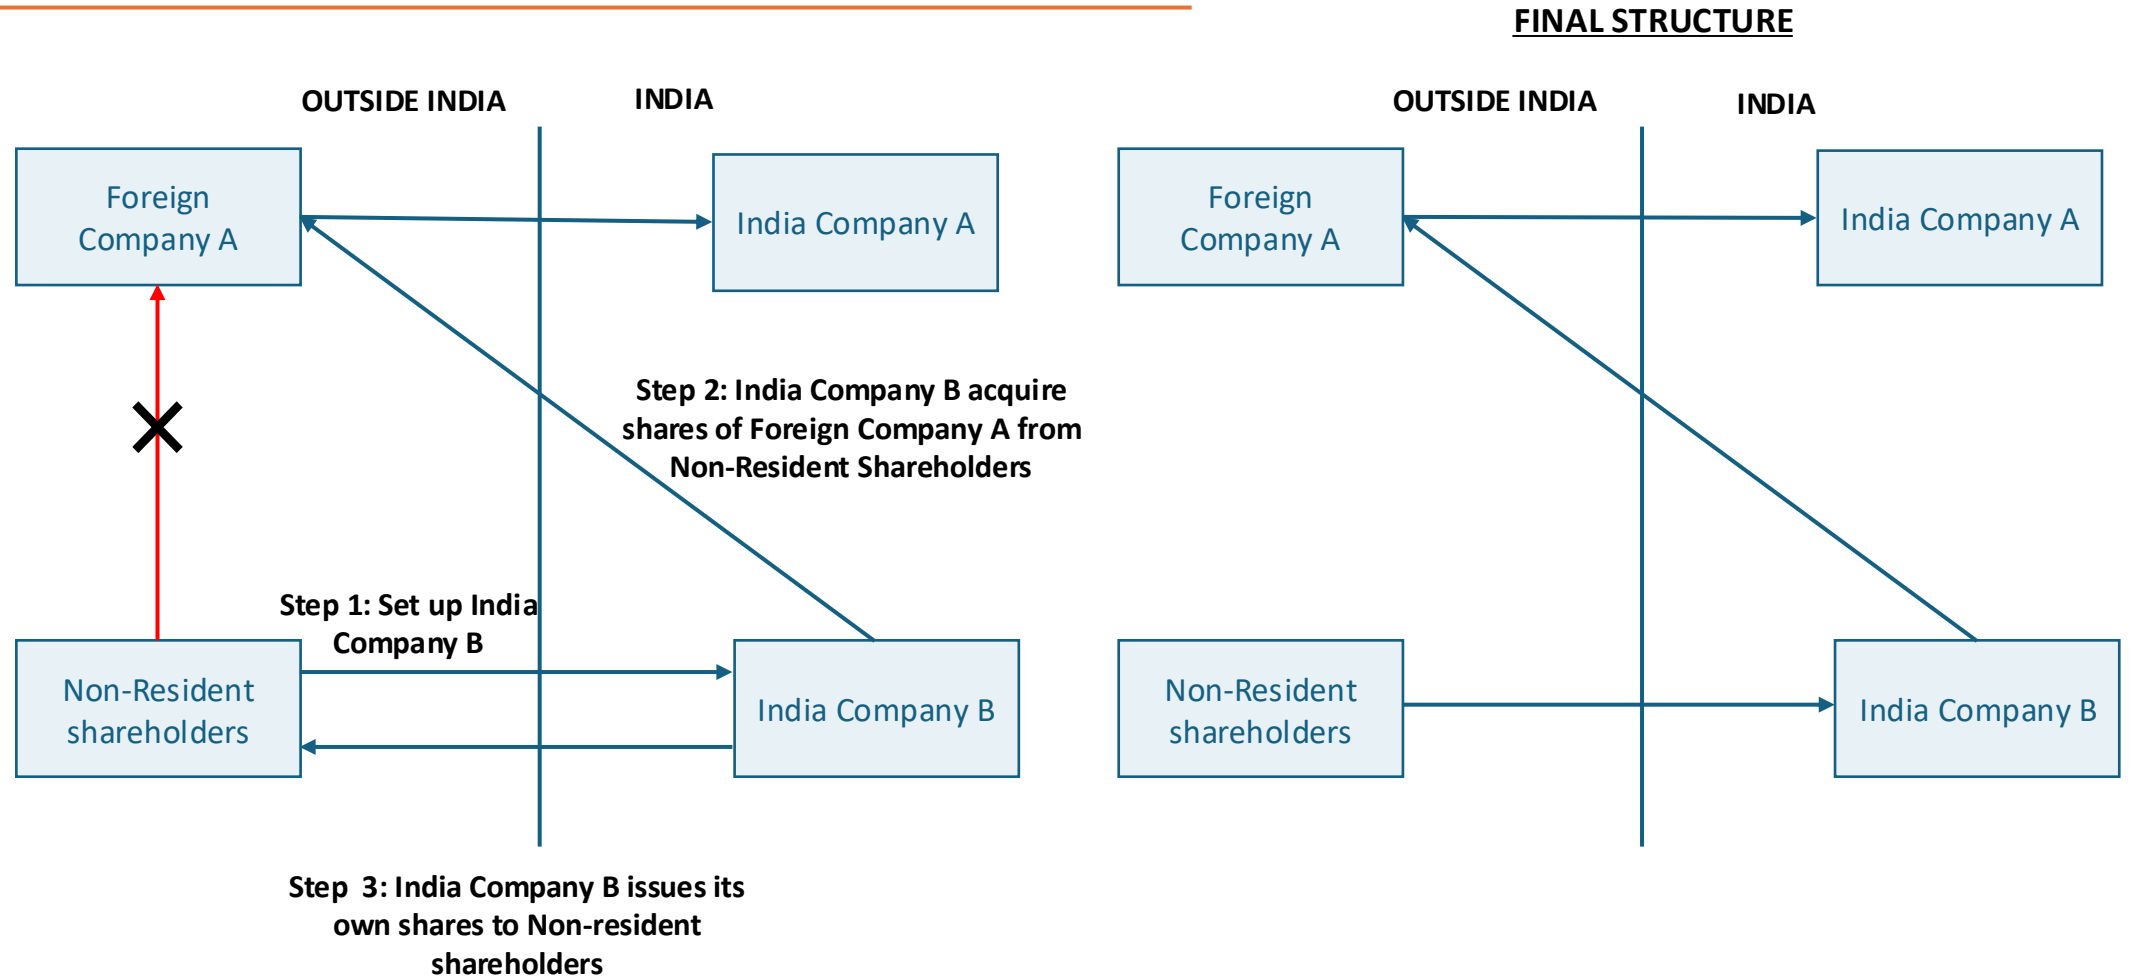 FINAL STRUCTURE
OUTSIDE INDIA
INDIA
Foreign
Company A
India Company A
Step 2: India Company B acquire
shares of Foreign Company A from
Non-Resident Shareholders
Step 1: Set up India
Company B
Non-Resident
shareholders
India Company B
Step  3: India Company B issues its
own shares to Non-resident
shareholders
OUTSIDE INDIA
INDIA
Foreign
Company A
India Company A
Non-Resident
shareholders
India Company B